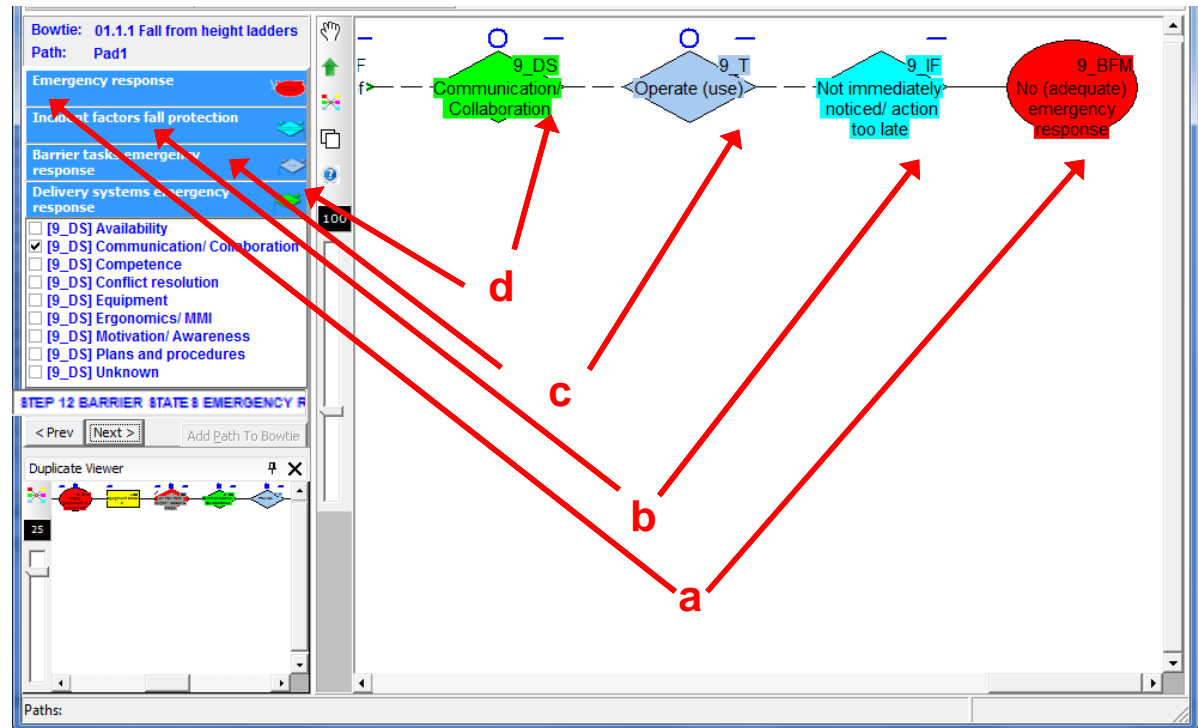 Bowtie: 01.1.1 Fall from height ladders
Path: Pad1
Emergency response
Incident factors fall protection
Barrier tasks emergency
response
Delivery systems emergency
response
[9_DS] Availability
[9_DS] Communication/ Collaboration
[9_DS] Competence
[9_DS] Conflict resolution
[9_DS] Equipment
[9_DS] Ergonomics/ MMI
[9_DS] Motivation/ Awareness
[9_DS] Plans and procedures
[9_DS] Unknown
STEP 12 BARRIER STATES EMERGENCY R
< Prev
Next >
Add Path To Bowtie
Duplicate Viewer
25
100
F
f>
9_DS
Communication/
Collaboration
9_T
Operate (use)
9_IF
Not immediately
noticed/ action
too late
9_BFM
No (adequate)
emergency
response
d
c
b
a
Paths: